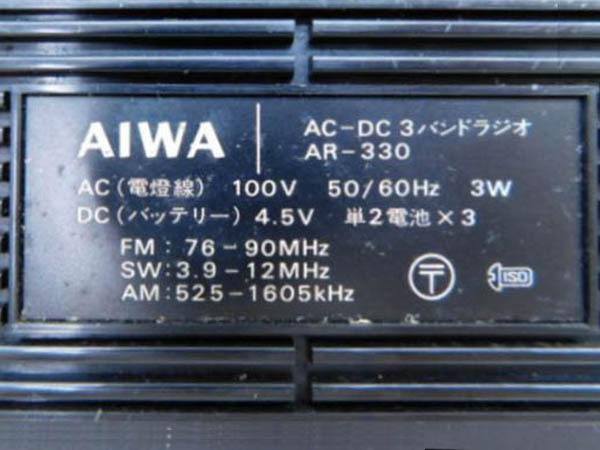 AIWA
AC-DC 3バンドラジオ
AR-330
AC(電燈線) 100V 50/60Hz 3W
DC(バッテリー) 4.5V 単2電池×3
FM: 76-90MHz
SW: 3.9-12MHz
AM: 525-1605kHz
〒
ISO